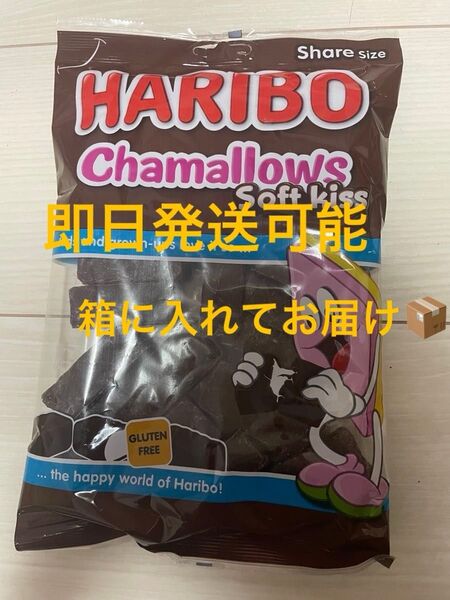 Share Size
HARIBO
Chamallows
Soft kiss
即日発送可能
箱に入れてお届け📦
GLUTEN
FREE
... the happy world of Haribo!